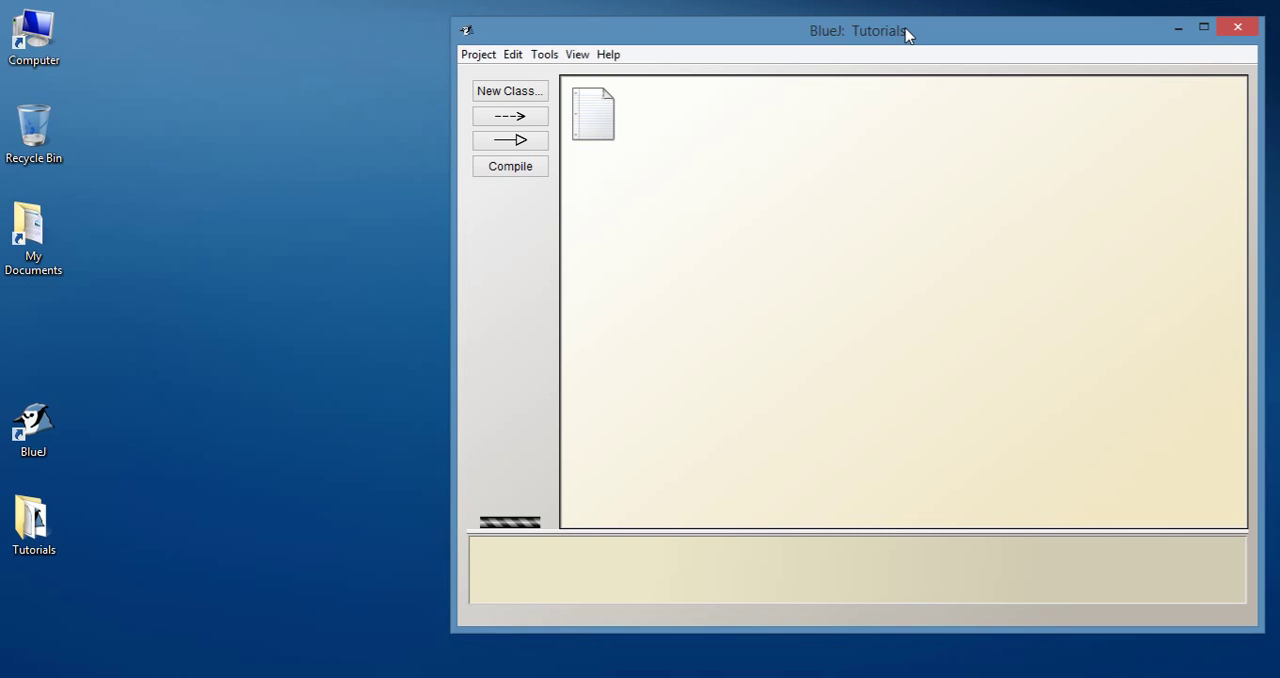 Computer
Recycle Bin
My
Documents
BlueJ
Tutorials
BlueJ: Tutorials
Project Edit Tools View Help
New Class...
Compile